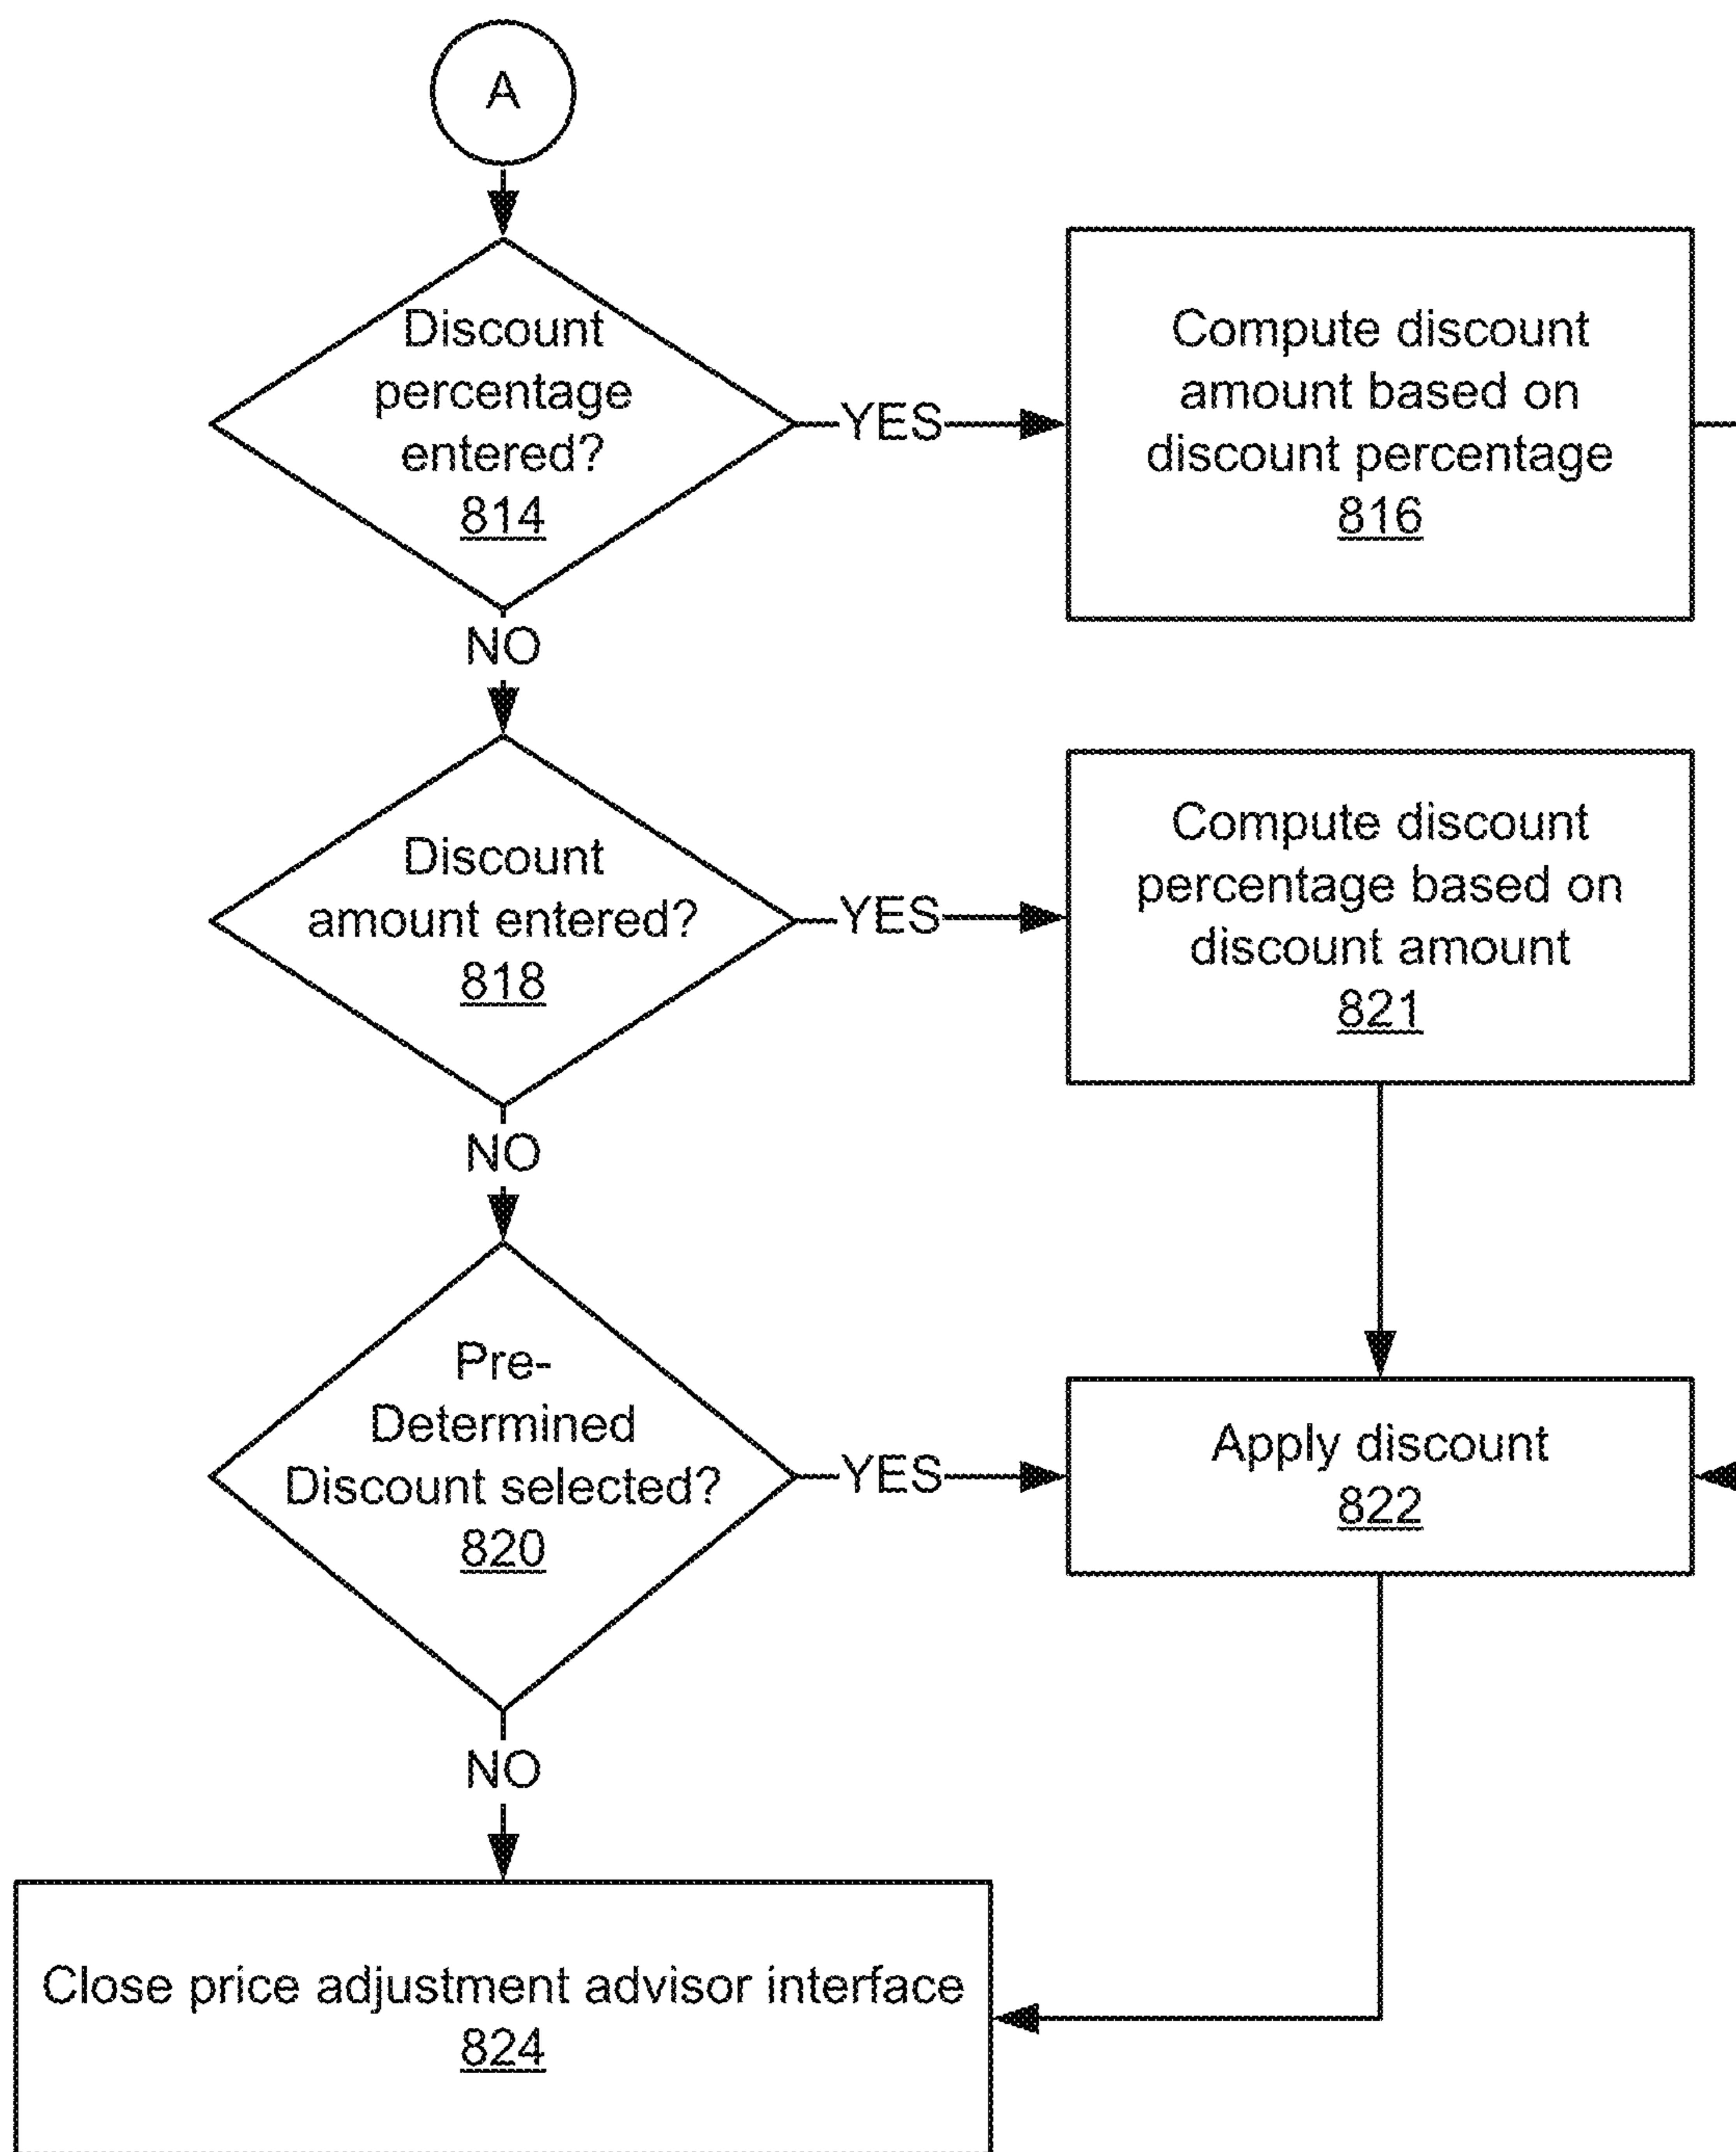 A
Discount
percentage
entered?
814
YES
Compute discount
amount based on
discount percentage
816
NO
Discount
amount entered?
818
YES
Compute discount
percentage based on
discount amount
821
NO
Pre-
Determined
Discount selected?
820
YES
Apply discount
822
NO
Close price adjustment advisor interface
824